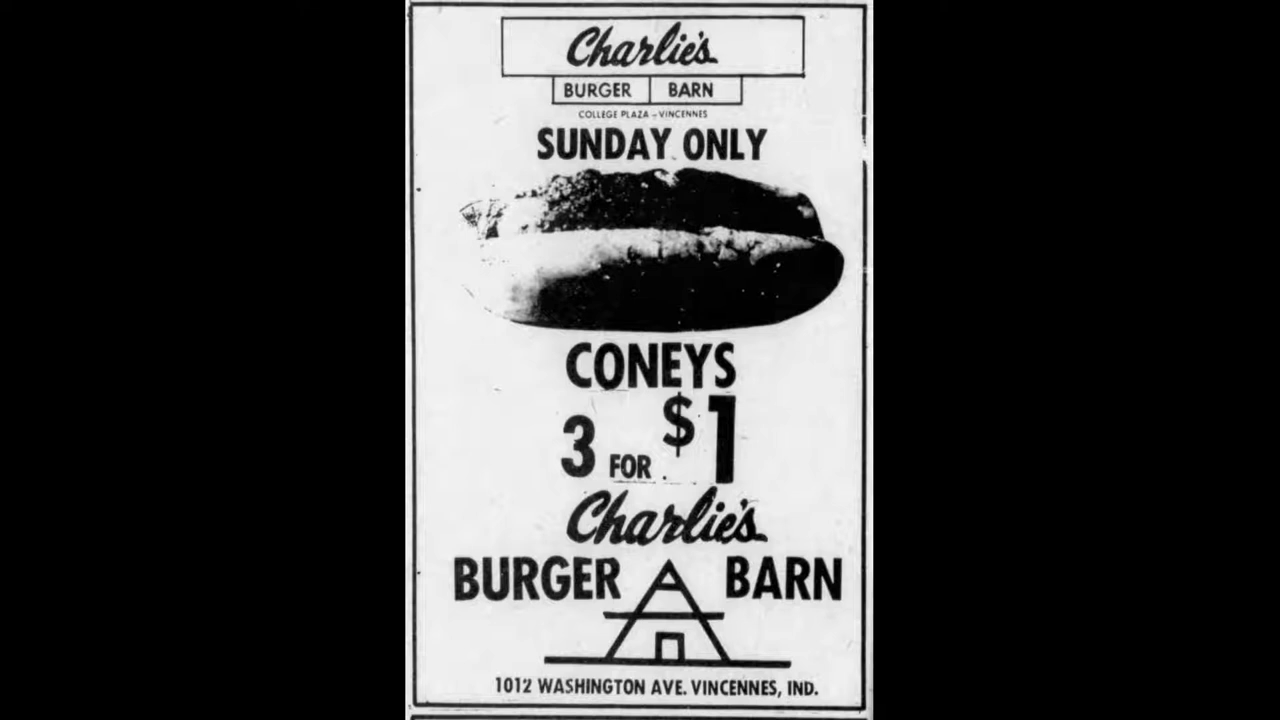 Charlie's
BURGER BARN
COLLEGE PLAZA - VINCENNES
SUNDAY ONLY
CONEYS
3 FOR $1
Charlie's
BURGER BARN
1012 WASHINGTON AVE. VINCENNES, IND.